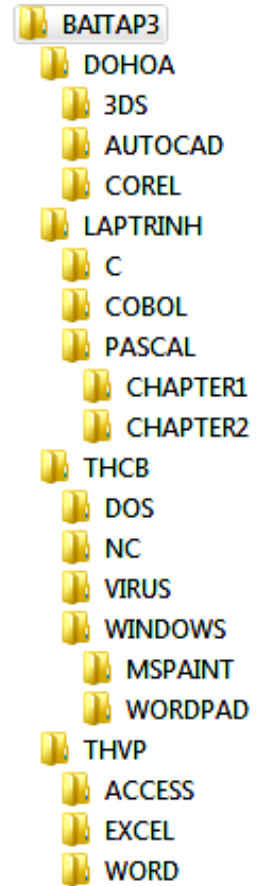 BAITAP3
DOHOA
3DS
AUTOCAD
COREL
LAPTRINH
C
COBOL
PASCAL
CHAPTER1
CHAPTER2
THCB
DOS
NC
VIRUS
WINDOWS
MSPAINT
WORDPAD
THVP
ACCESS
EXCEL
WORD